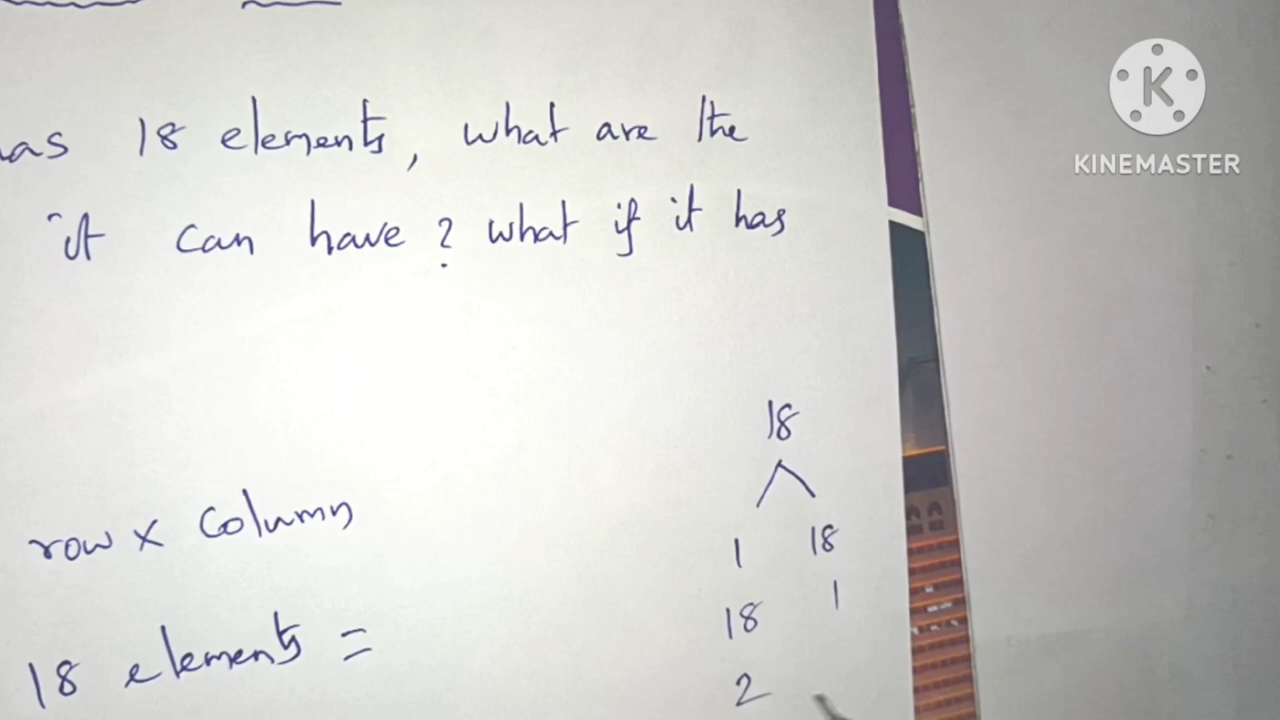 has 18 elements, what are the
it can have? what if it has
row × column
18 elements =
18
1 18
18 1
2
KINEMASTER